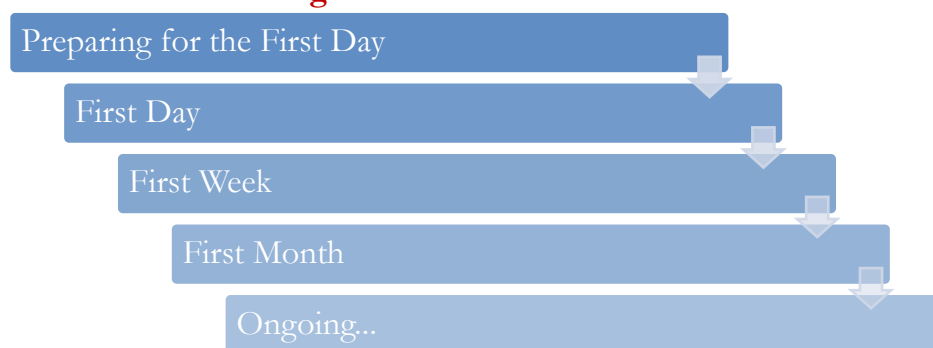 Preparing for the First Day
First Day
First Week
First Month
Ongoing...